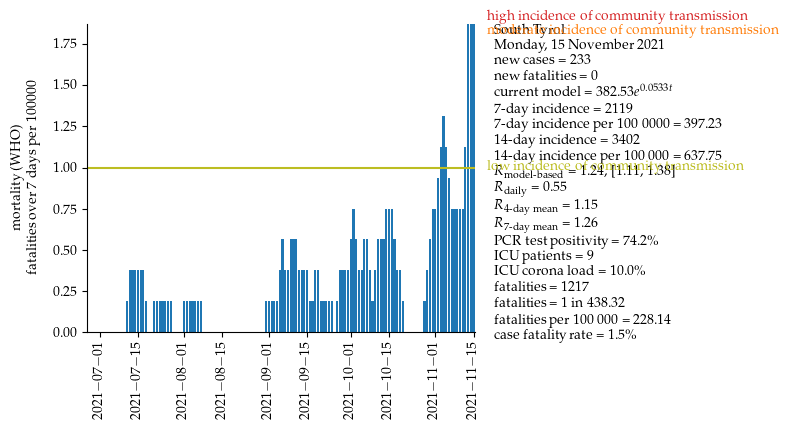 high incidence of community transmission
South Tyrol
moderate incidence of community transmission
Monday, 15 November 2021
new cases = 233
new fatalities = 0
current model = 382.53e^0.0533t
7-day incidence = 2119
7-day incidence per 100 0000 = 397.23
14-day incidence = 3402
14-day incidence per 100 000 = 637.75
low incidence of community transmission
R model-based = 1.24, [1.11, 1.38]
R daily = 0.55
R 4-day mean = 1.15
R 7-day mean = 1.26
PCR test positivity = 74.2%
ICU patients = 9
ICU corona load = 10.0%
fatalities = 1217
fatalities = 1 in 438.32
fatalities per 100 000 = 228.14
case fatality rate = 1.5%
mortality (WHO)
fatalities over 7 days per 100000
1.75
1.50
1.25
1.00
0.75
0.50
0.25
0.00
2021−07−01
2021−07−15
2021−08−01
2021−08−15
2021−09−01
2021−09−15
2021−10−01
2021−10−15
2021−11−01
2021−11−15